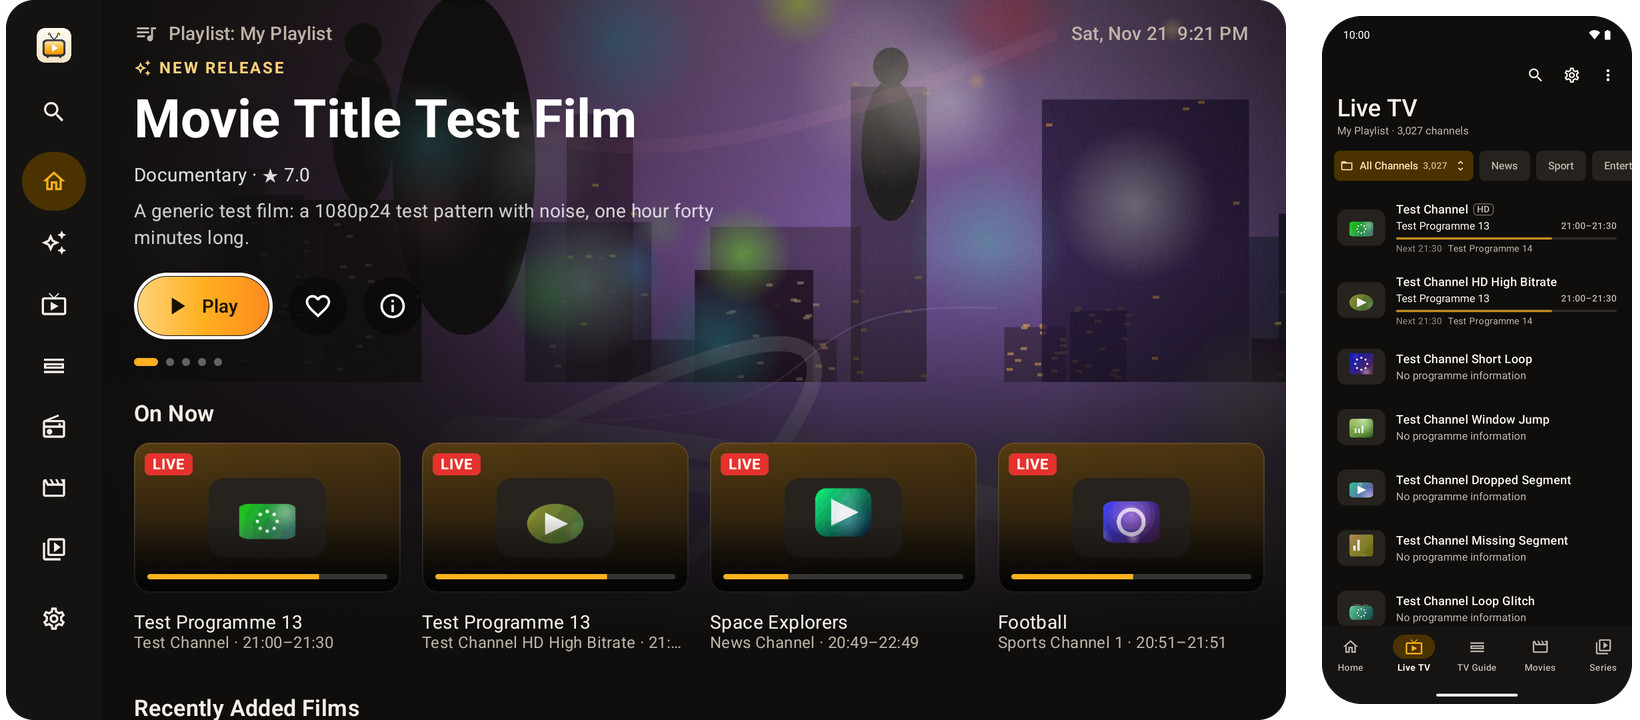 Playlist: My Playlist
Sat, Nov 21 9:21 PM
NEW RELEASE
Movie Title Test Film
Documentary · ★ 7.0
A generic test film: a 1080p24 test pattern with noise, one hour forty
minutes long.
Play
On Now
LIVE
LIVE
LIVE
LIVE
Test Programme 13
Test Channel · 21:00–21:30
Test Programme 13
Test Channel HD High Bitrate · 21:...
Space Explorers
News Channel · 20:49–22:49
Football
Sports Channel 1 · 20:51–21:51
Recently Added Films
10:00
Live TV
My Playlist · 3,027 channels
All Channels 3,027
News
Sport
Entert
Test Channel HD
Test Programme 13 21:00–21:30
Next 21:30 Test Programme 14
Test Channel HD High Bitrate
Test Programme 13 21:00–21:30
Next 21:30 Test Programme 14
Test Channel Short Loop
No programme information
Test Channel Window Jump
No programme information
Test Channel Dropped Segment
No programme information
Test Channel Missing Segment
No programme information
Test Channel Loop Glitch
No programme information
Home
Live TV
TV Guide
Movies
Series